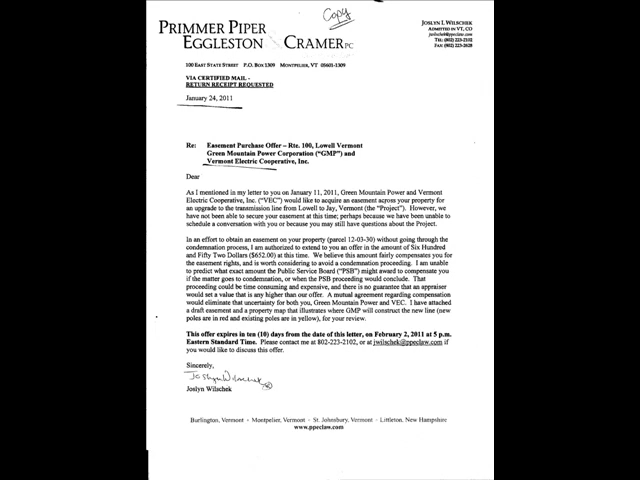 Copy
PRIMMER PIPER
EGGLESTON CRAMER PC
JOSLYN L WILSCHEK
ADMITTED IN VT, CO
jwilschek@ppeclaw.com
TEL: (802) 223-2102
FAX: (802) 223-2628
100 EAST STATE STREET P.O. BOX 1309 MONTPELIER, VT 05601-1309
VIA CERTIFIED MAIL -
RETURN RECEIPT REQUESTED
January 24, 2011
Re: Easement Purchase Offer – Rte. 100, Lowell Vermont
Green Mountain Power Corporation ("GMP") and
Vermont Electric Cooperative, Inc.
Dear
As I mentioned in my letter to you on January 11, 2011, Green Mountain Power and Vermont
Electric Cooperative, Inc. ("VEC") would like to acquire an easement across your property for
an upgrade to the transmission line from Lowell to Jay, Vermont (the "Project"). However, we
have not been able to secure your easement at this time; perhaps because we have been unable to
schedule a conversation with you or because you may still have questions about the Project.
In an effort to obtain an easement on your property (parcel 12-03-30) without going through the
condemnation process, I am authorized to extend to you an offer in the amount of Six Hundred
and Fifty Two Dollars ($652.00) at this time. We believe this amount fairly compensates you for
the easement rights, and is worth considering to avoid a condemnation proceeding. I am unable
to predict what exact amount the Public Service Board ("PSB") might award to compensate you
if the matter goes to condemnation, or when the PSB proceeding would conclude. That
proceeding could be time consuming and expensive, and there is no guarantee that an appraiser
would set a value that is any higher than our offer. A mutual agreement regarding compensation
would eliminate that uncertainty for both you, Green Mountain Power and VEC. I have attached
a draft easement and a property map that illustrates where GMP will construct the new line (new
poles are in red and existing poles are in yellow), for your review.
This offer expires in ten (10) days from the date of this letter, on February 2, 2011 at 5 p.m.
Eastern Standard Time. Please contact me at 802-223-2102, or at jwilschek@ppeclaw.com if
you would like to discuss this offer.
Sincerely,
Joslyn Wilschek
Joslyn Wilschek
Burlington, Vermont · Montpelier, Vermont · St. Johnsbury, Vermont · Littleton, New Hampshire
www.ppeclaw.com